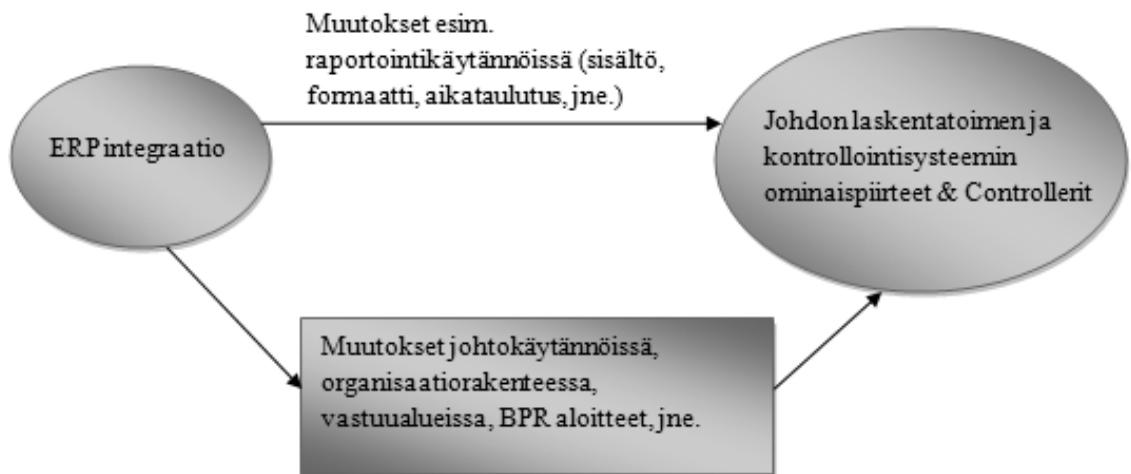 Muutokset esim.
raportointikäytännöissä (sisältö,
formaatti, aikataulutus, jne.)
ERP integraatio
Johdon laskentatoimen ja
kontrollointisysteemin
ominaispiirteet & Controllerit
Muutokset johtokäytännöissä,
organisaatiorakenteessa,
vastuualueissa, BPR aloitteet, jne.